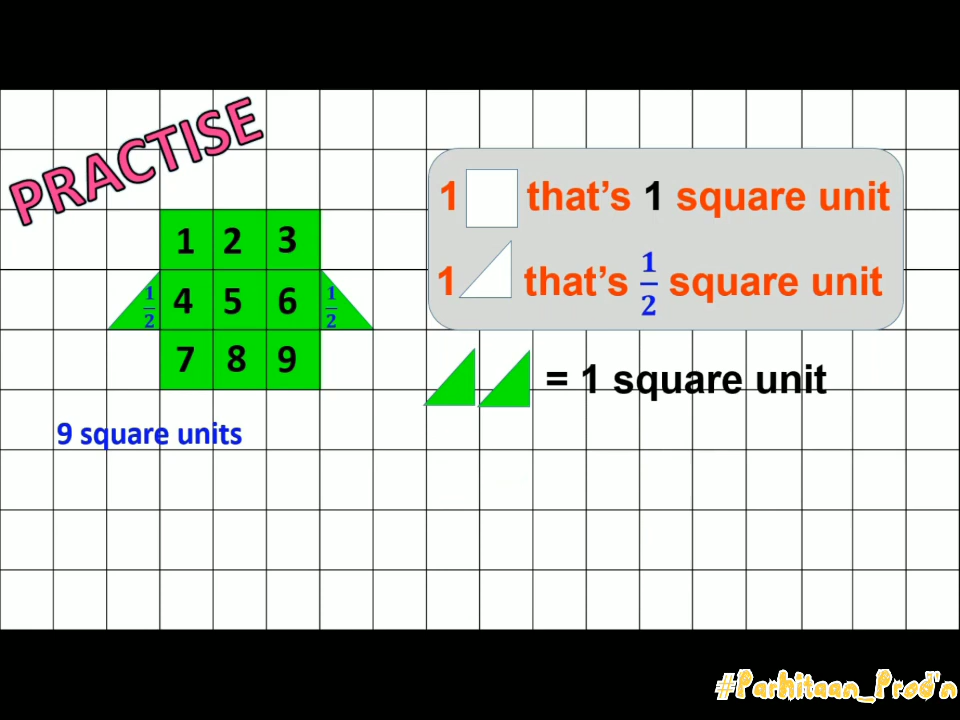 PRACTISE
1 that's 1 square unit
1 that's 1/2 square unit
1 2 3
1/2 4 5 6 1/2
7 8 9
= 1 square unit
9 square units
#Parhitaan_Prod'n